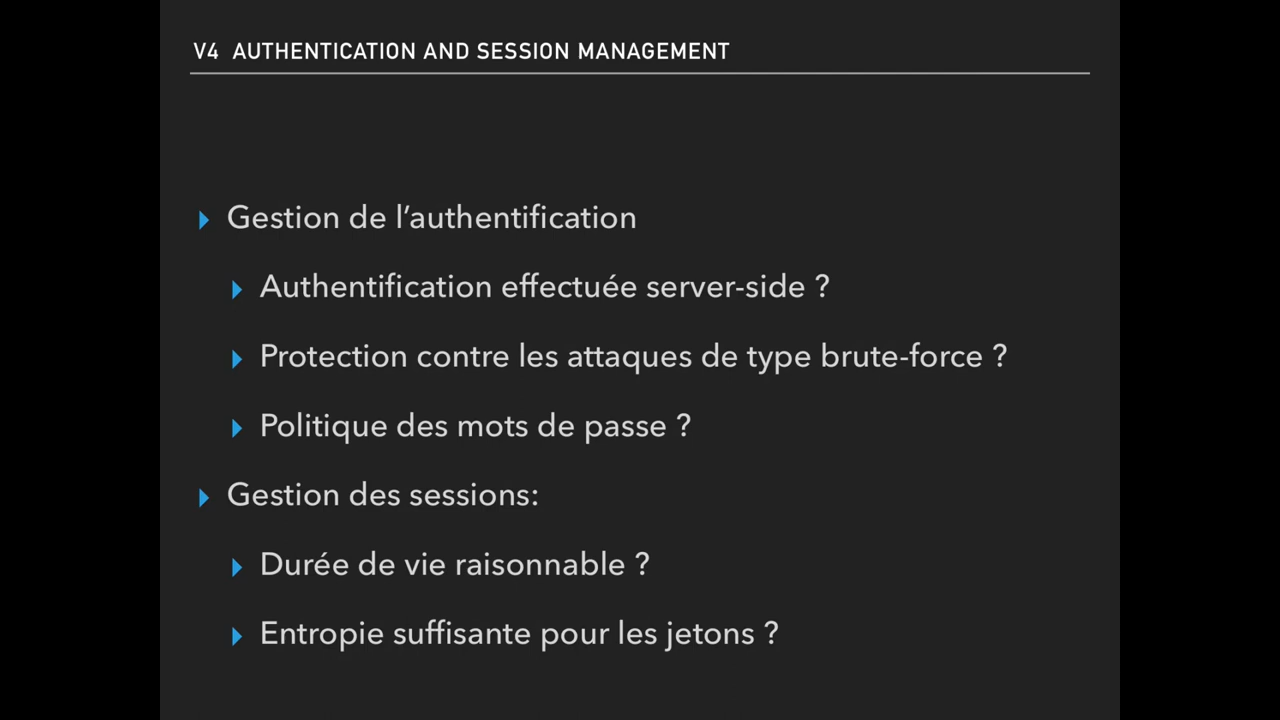 V4 AUTHENTICATION AND SESSION MANAGEMENT
Gestion de l’authentification
Authentification effectuée server-side ?
Protection contre les attaques de type brute-force ?
Politique des mots de passe ?
Gestion des sessions:
Durée de vie raisonnable ?
Entropie suffisante pour les jetons ?